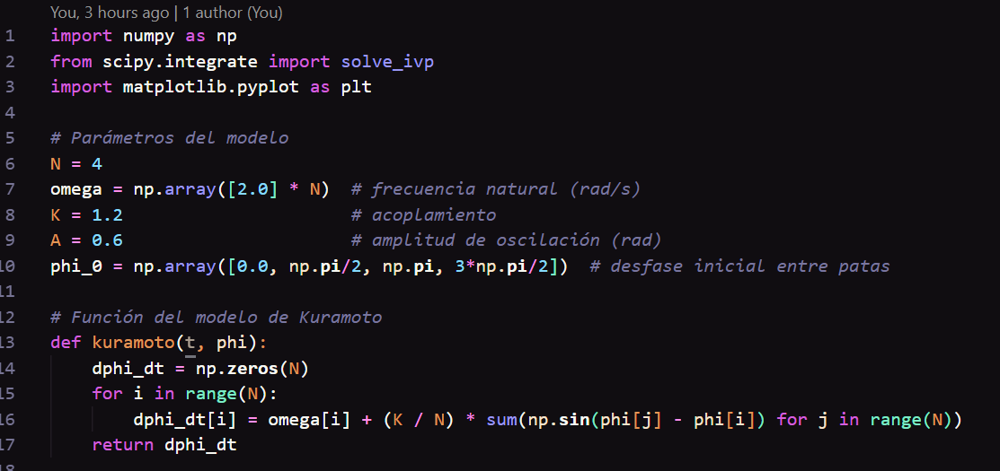 You, 3 hours ago | 1 author (You)
1 import numpy as np
2 from scipy.integrate import solve_ivp
3 import matplotlib.pyplot as plt
4
5 # Parámetros del modelo
6 N = 4
7 omega = np.array([2.0] * N)  # frecuencia natural (rad/s)
8 K = 1.2                      # acoplamiento
9 A = 0.6                      # amplitud de oscilación (rad)
10 phi_0 = np.array([0.0, np.pi/2, np.pi, 3*np.pi/2])  # desfase inicial entre patas
11
12 # Función del modelo de Kuramoto
13 def kuramoto(t, phi):
14     dphi_dt = np.zeros(N)
15     for i in range(N):
16         dphi_dt[i] = omega[i] + (K / N) * sum(np.sin(phi[j] - phi[i]) for j in range(N))
17     return dphi_dt
18